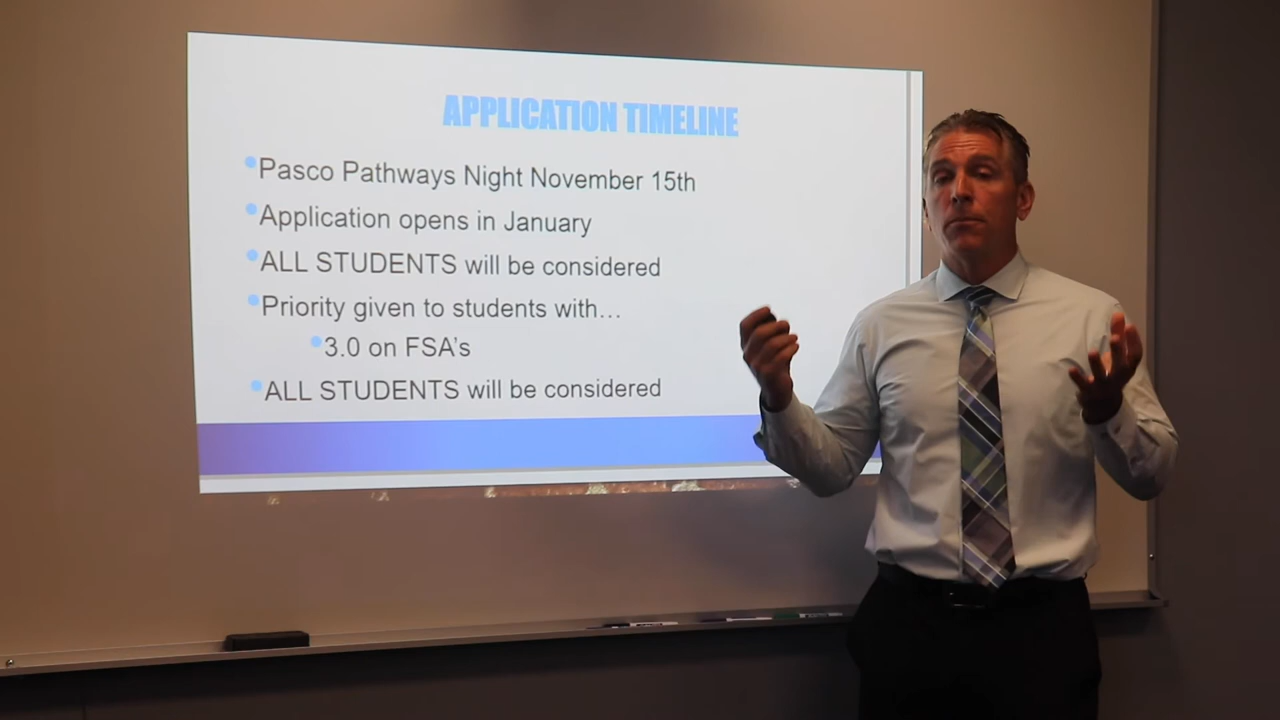 APPLICATION TIMELINE
Pasco Pathways Night November 15th
Application opens in January
ALL STUDENTS will be considered
Priority given to students with…
3.0 on FSA's
ALL STUDENTS will be considered